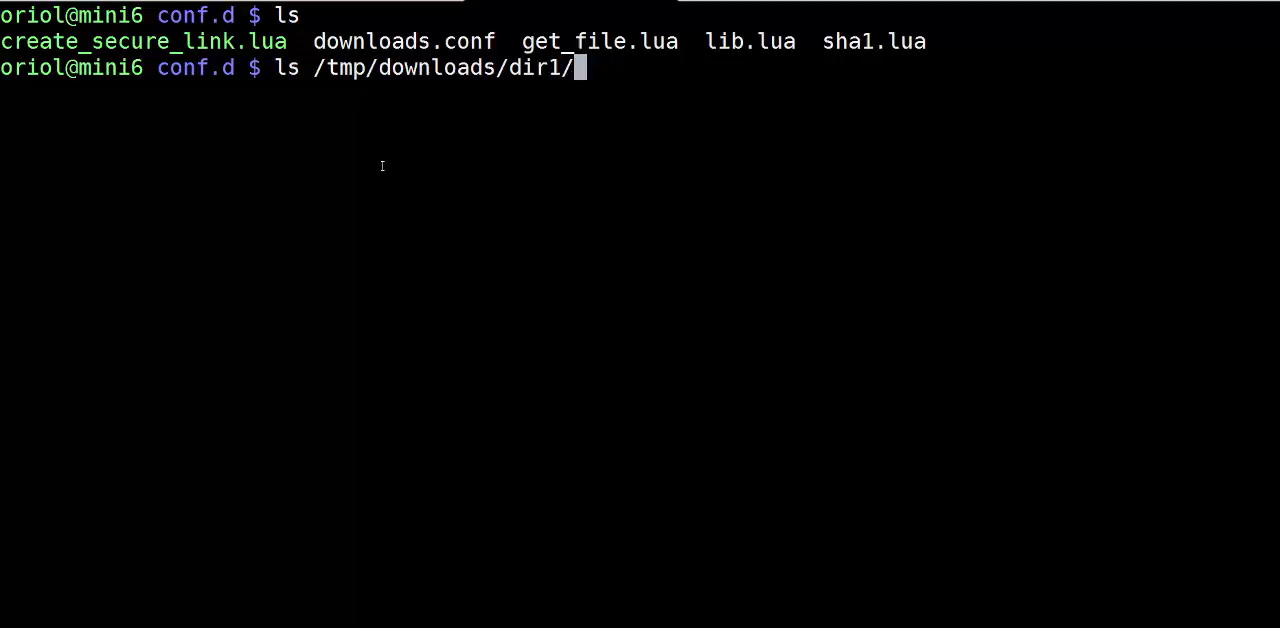 oriol@mini6 conf.d $ ls
create_secure_link.lua  downloads.conf  get_file.lua  lib.lua  sha1.lua
oriol@mini6 conf.d $ ls /tmp/downloads/dir1/